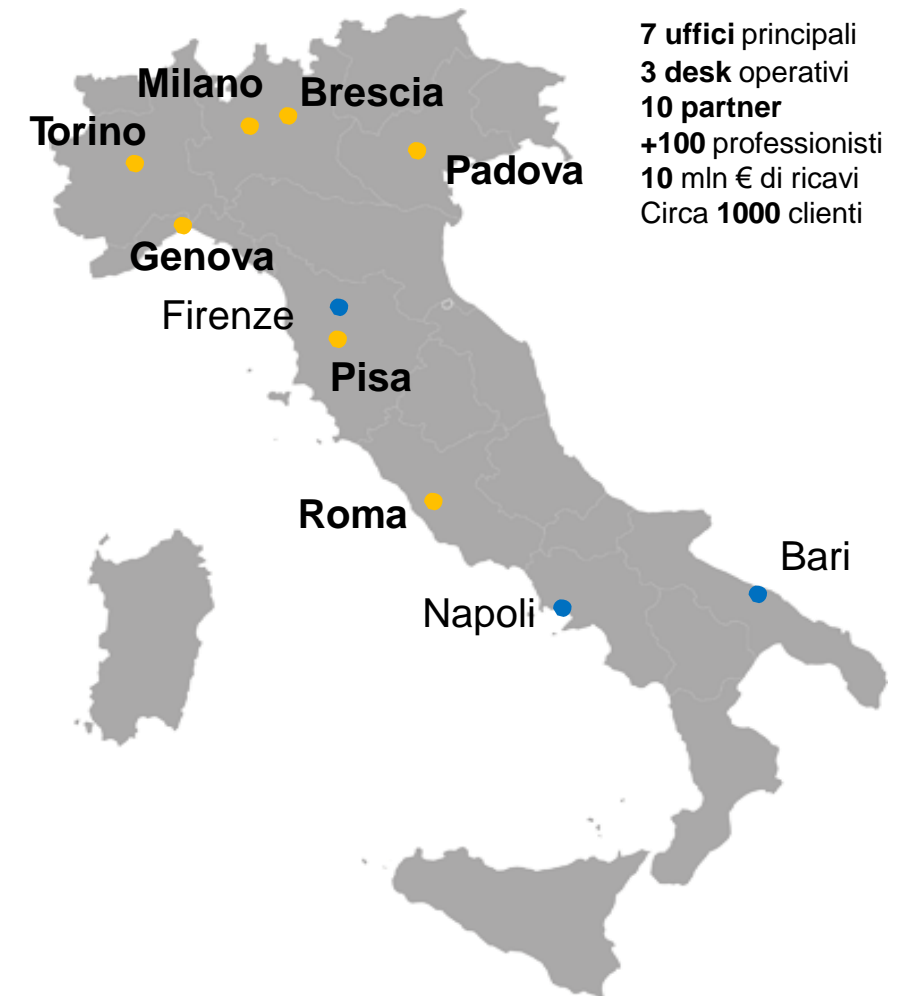 7 uffici principali
3 desk operativi
10 partner
+100 professionisti
10 mln € di ricavi
Circa 1000 clienti
Milano
Brescia
Torino
Padova
Genova
Firenze
Pisa
Roma
Bari
Napoli